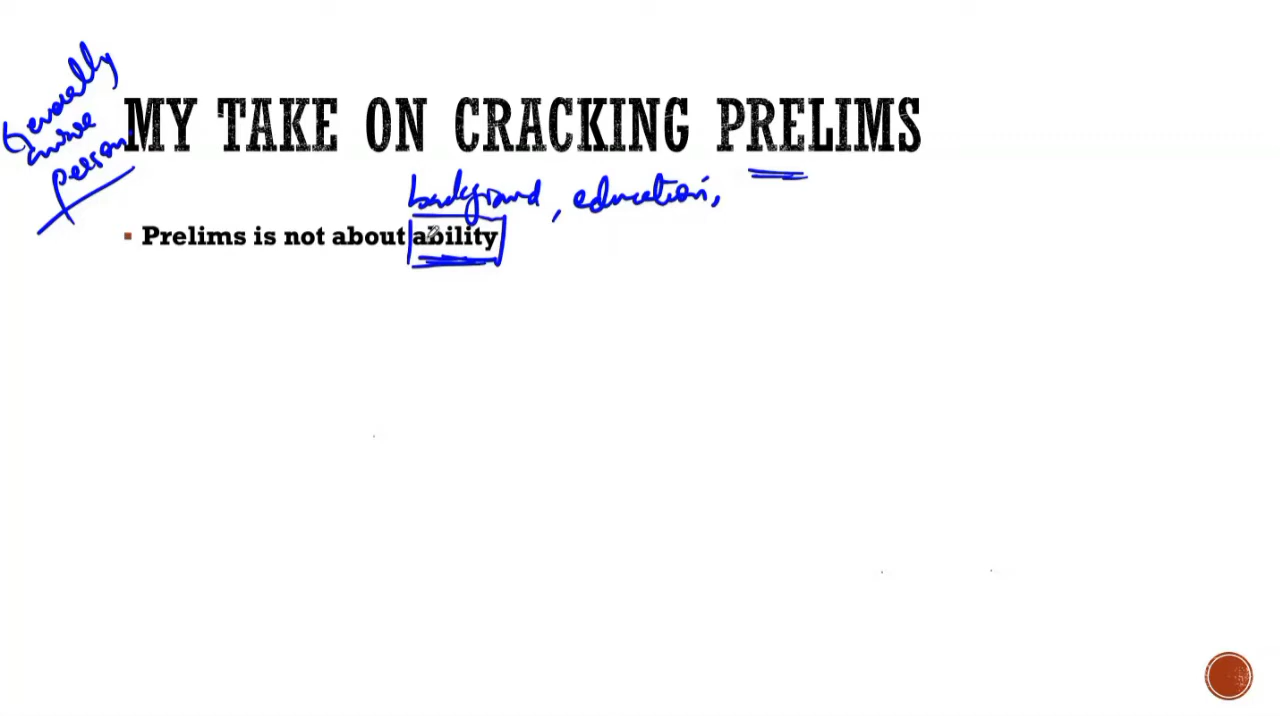 Generally
aware
person
MY TAKE ON CRACKING PRELIMS
background, education,
Prelims is not about ability